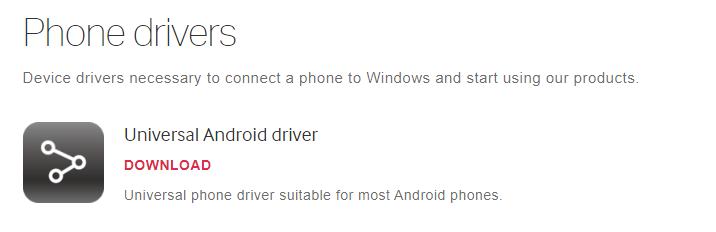 Phone drivers
Device drivers necessary to connect a phone to Windows and start using our products.
Universal Android driver
DOWNLOAD
Universal phone driver suitable for most Android phones.